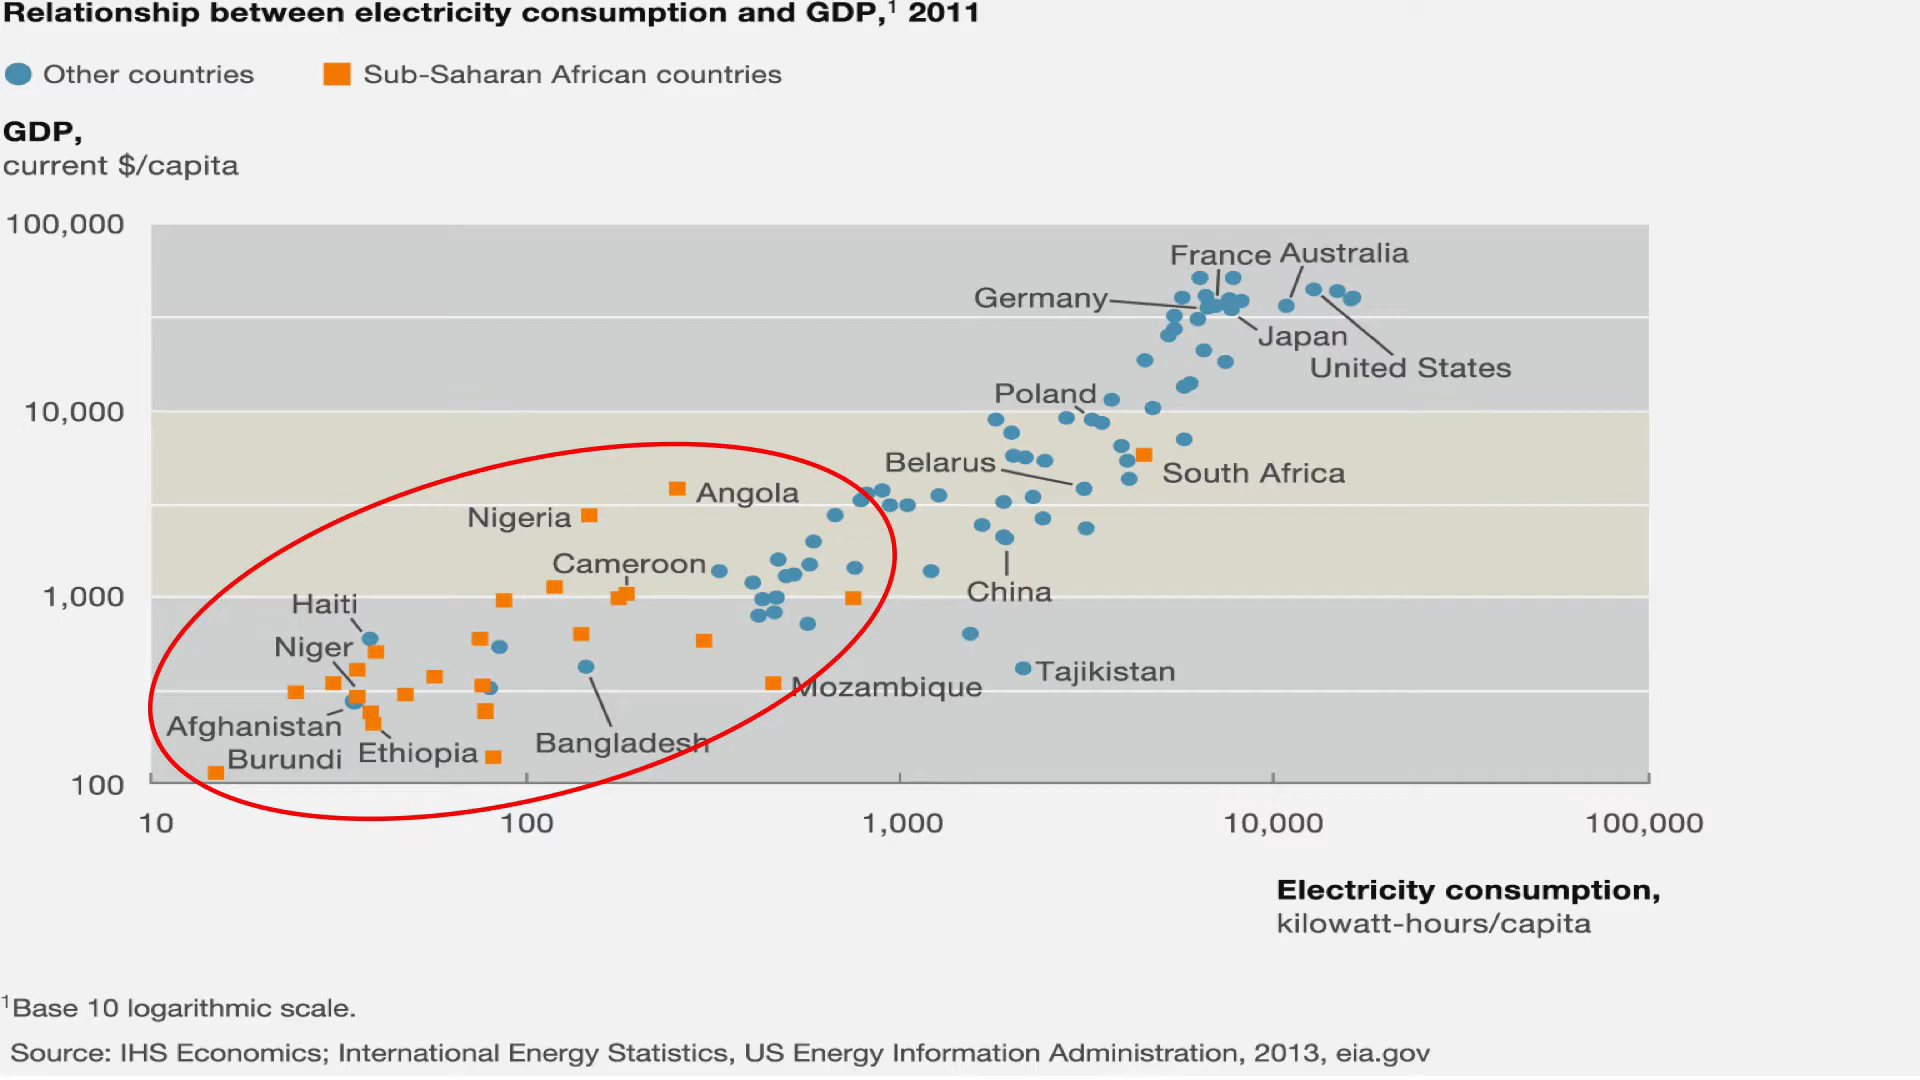 Relationship between electricity consumption and GDP,¹ 2011
Other countries
Sub-Saharan African countries
GDP,
current $/capita
100,000
France
Australia
Germany
Japan
United States
Poland
10,000
Belarus
South Africa
Angola
Nigeria
Cameroon
China
1,000
Haiti
Niger
Tajikistan
Mozambique
Afghanistan
Bangladesh
Ethiopia
Burundi
100
10
100
1,000
10,000
100,000
Electricity consumption,
kilowatt-hours/capita
¹Base 10 logarithmic scale.
Source: IHS Economics; International Energy Statistics, US Energy Information Administration, 2013, eia.gov